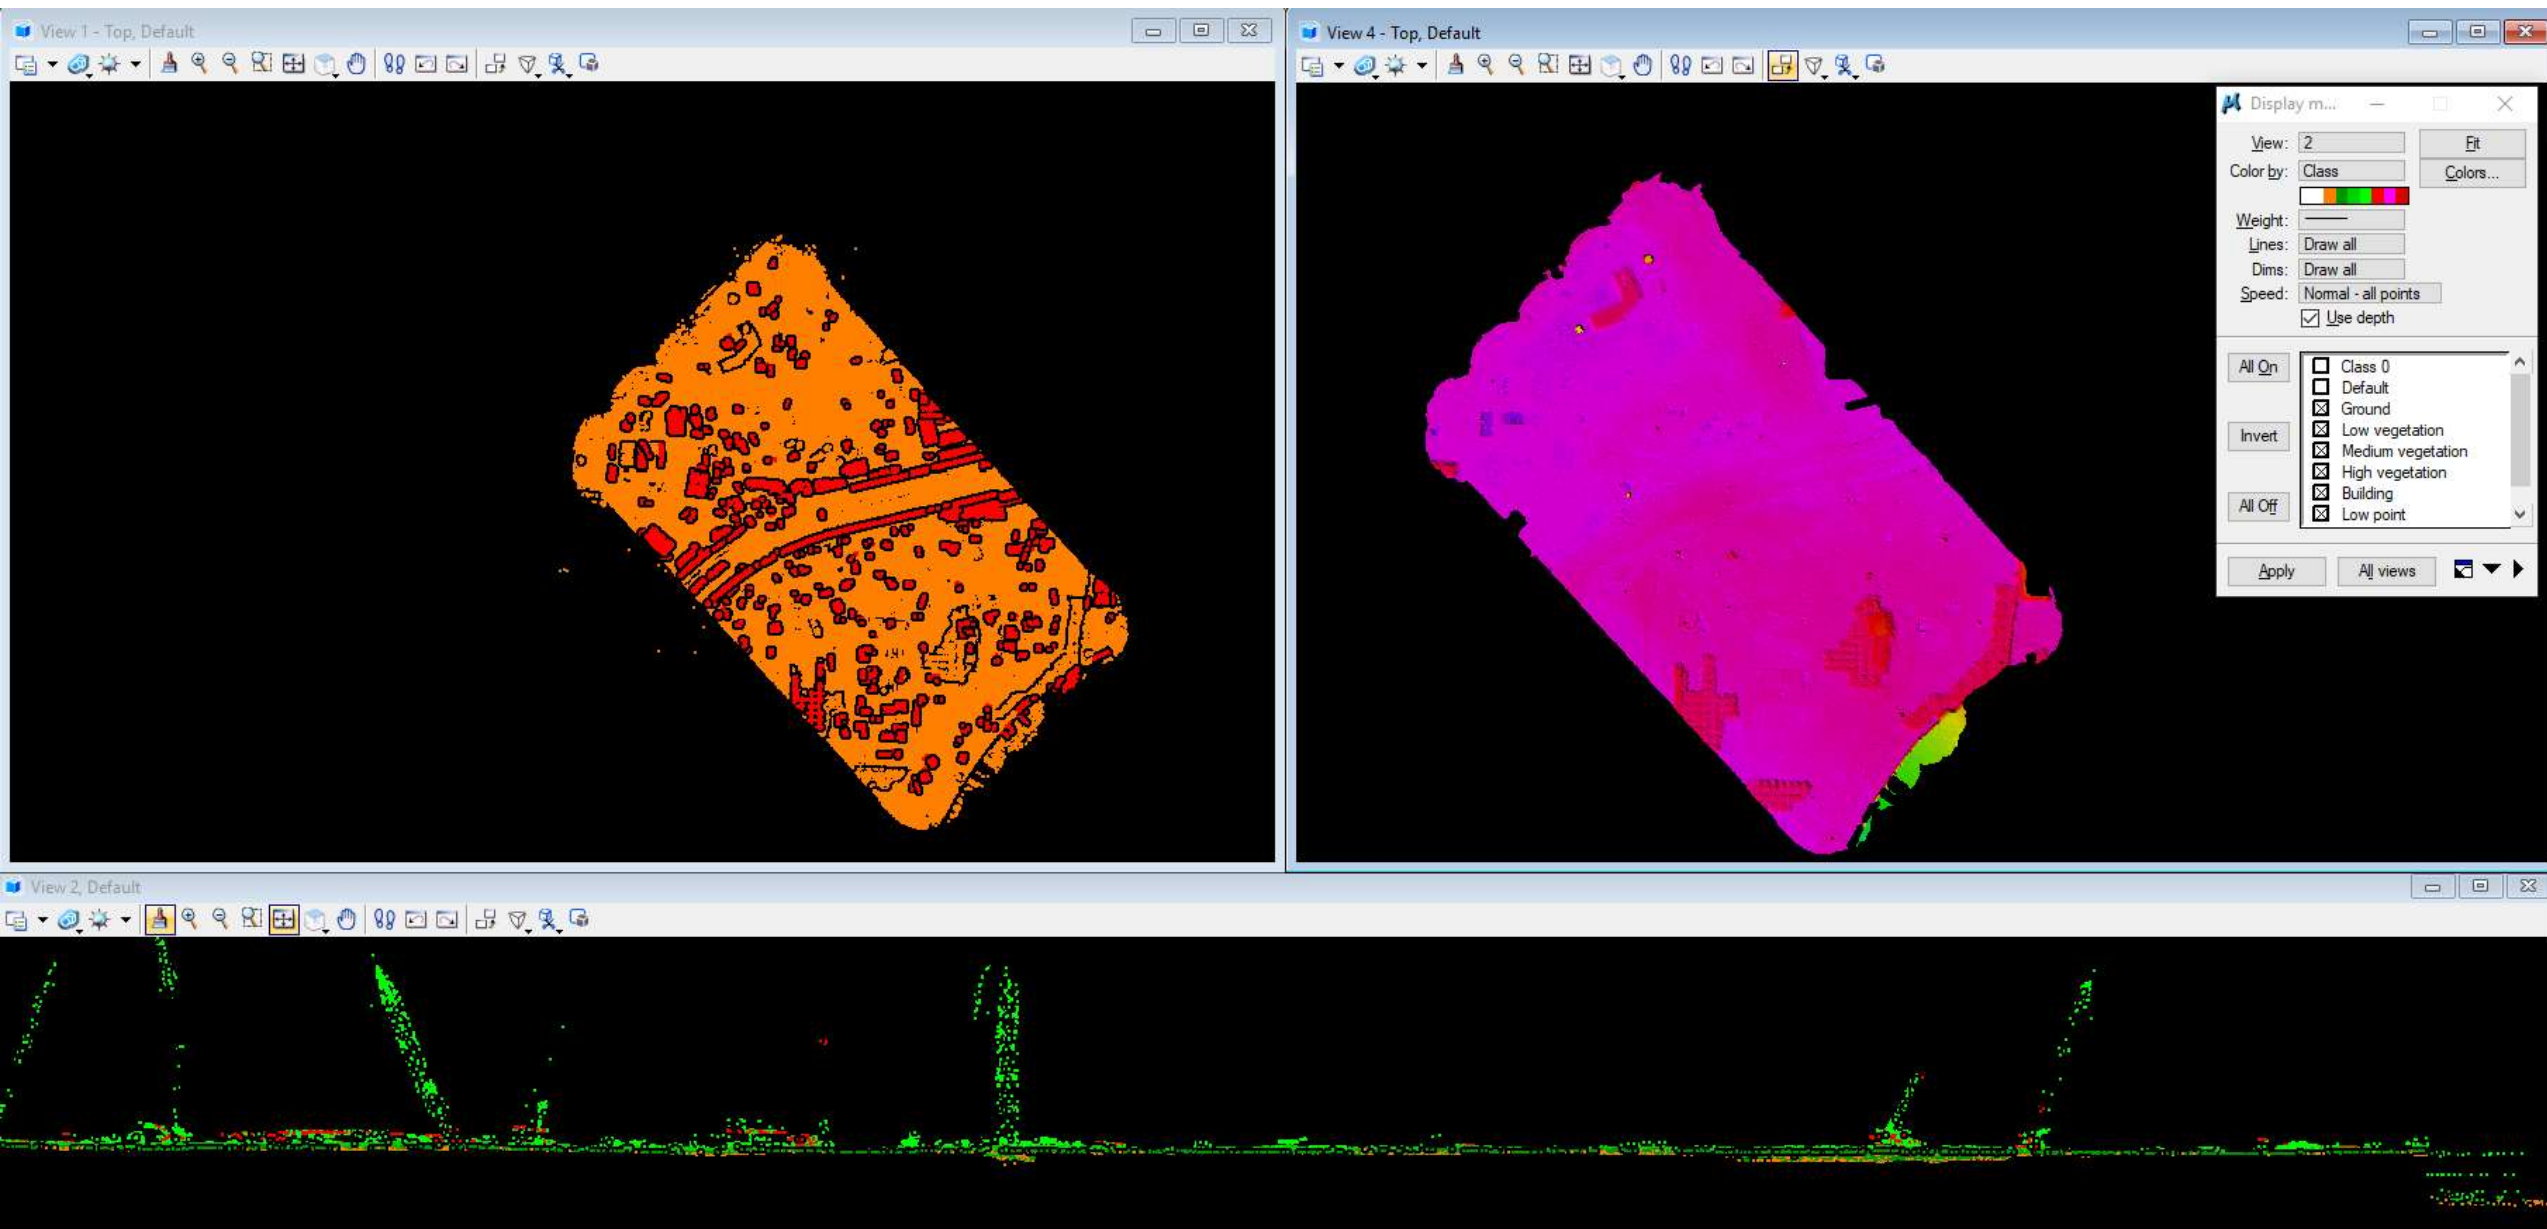 View 1 - Top, Default
View 4 - Top, Default
Display m...
View: 2 Fit
Color by: Class Colors...
Weight:
Lines: Draw all
Dims: Draw all
Speed: Normal - all points
Use depth
All On
Invert
All Off
Class 0
Default
Ground
Low vegetation
Medium vegetation
High vegetation
Building
Low point
Apply All views
View 2, Default